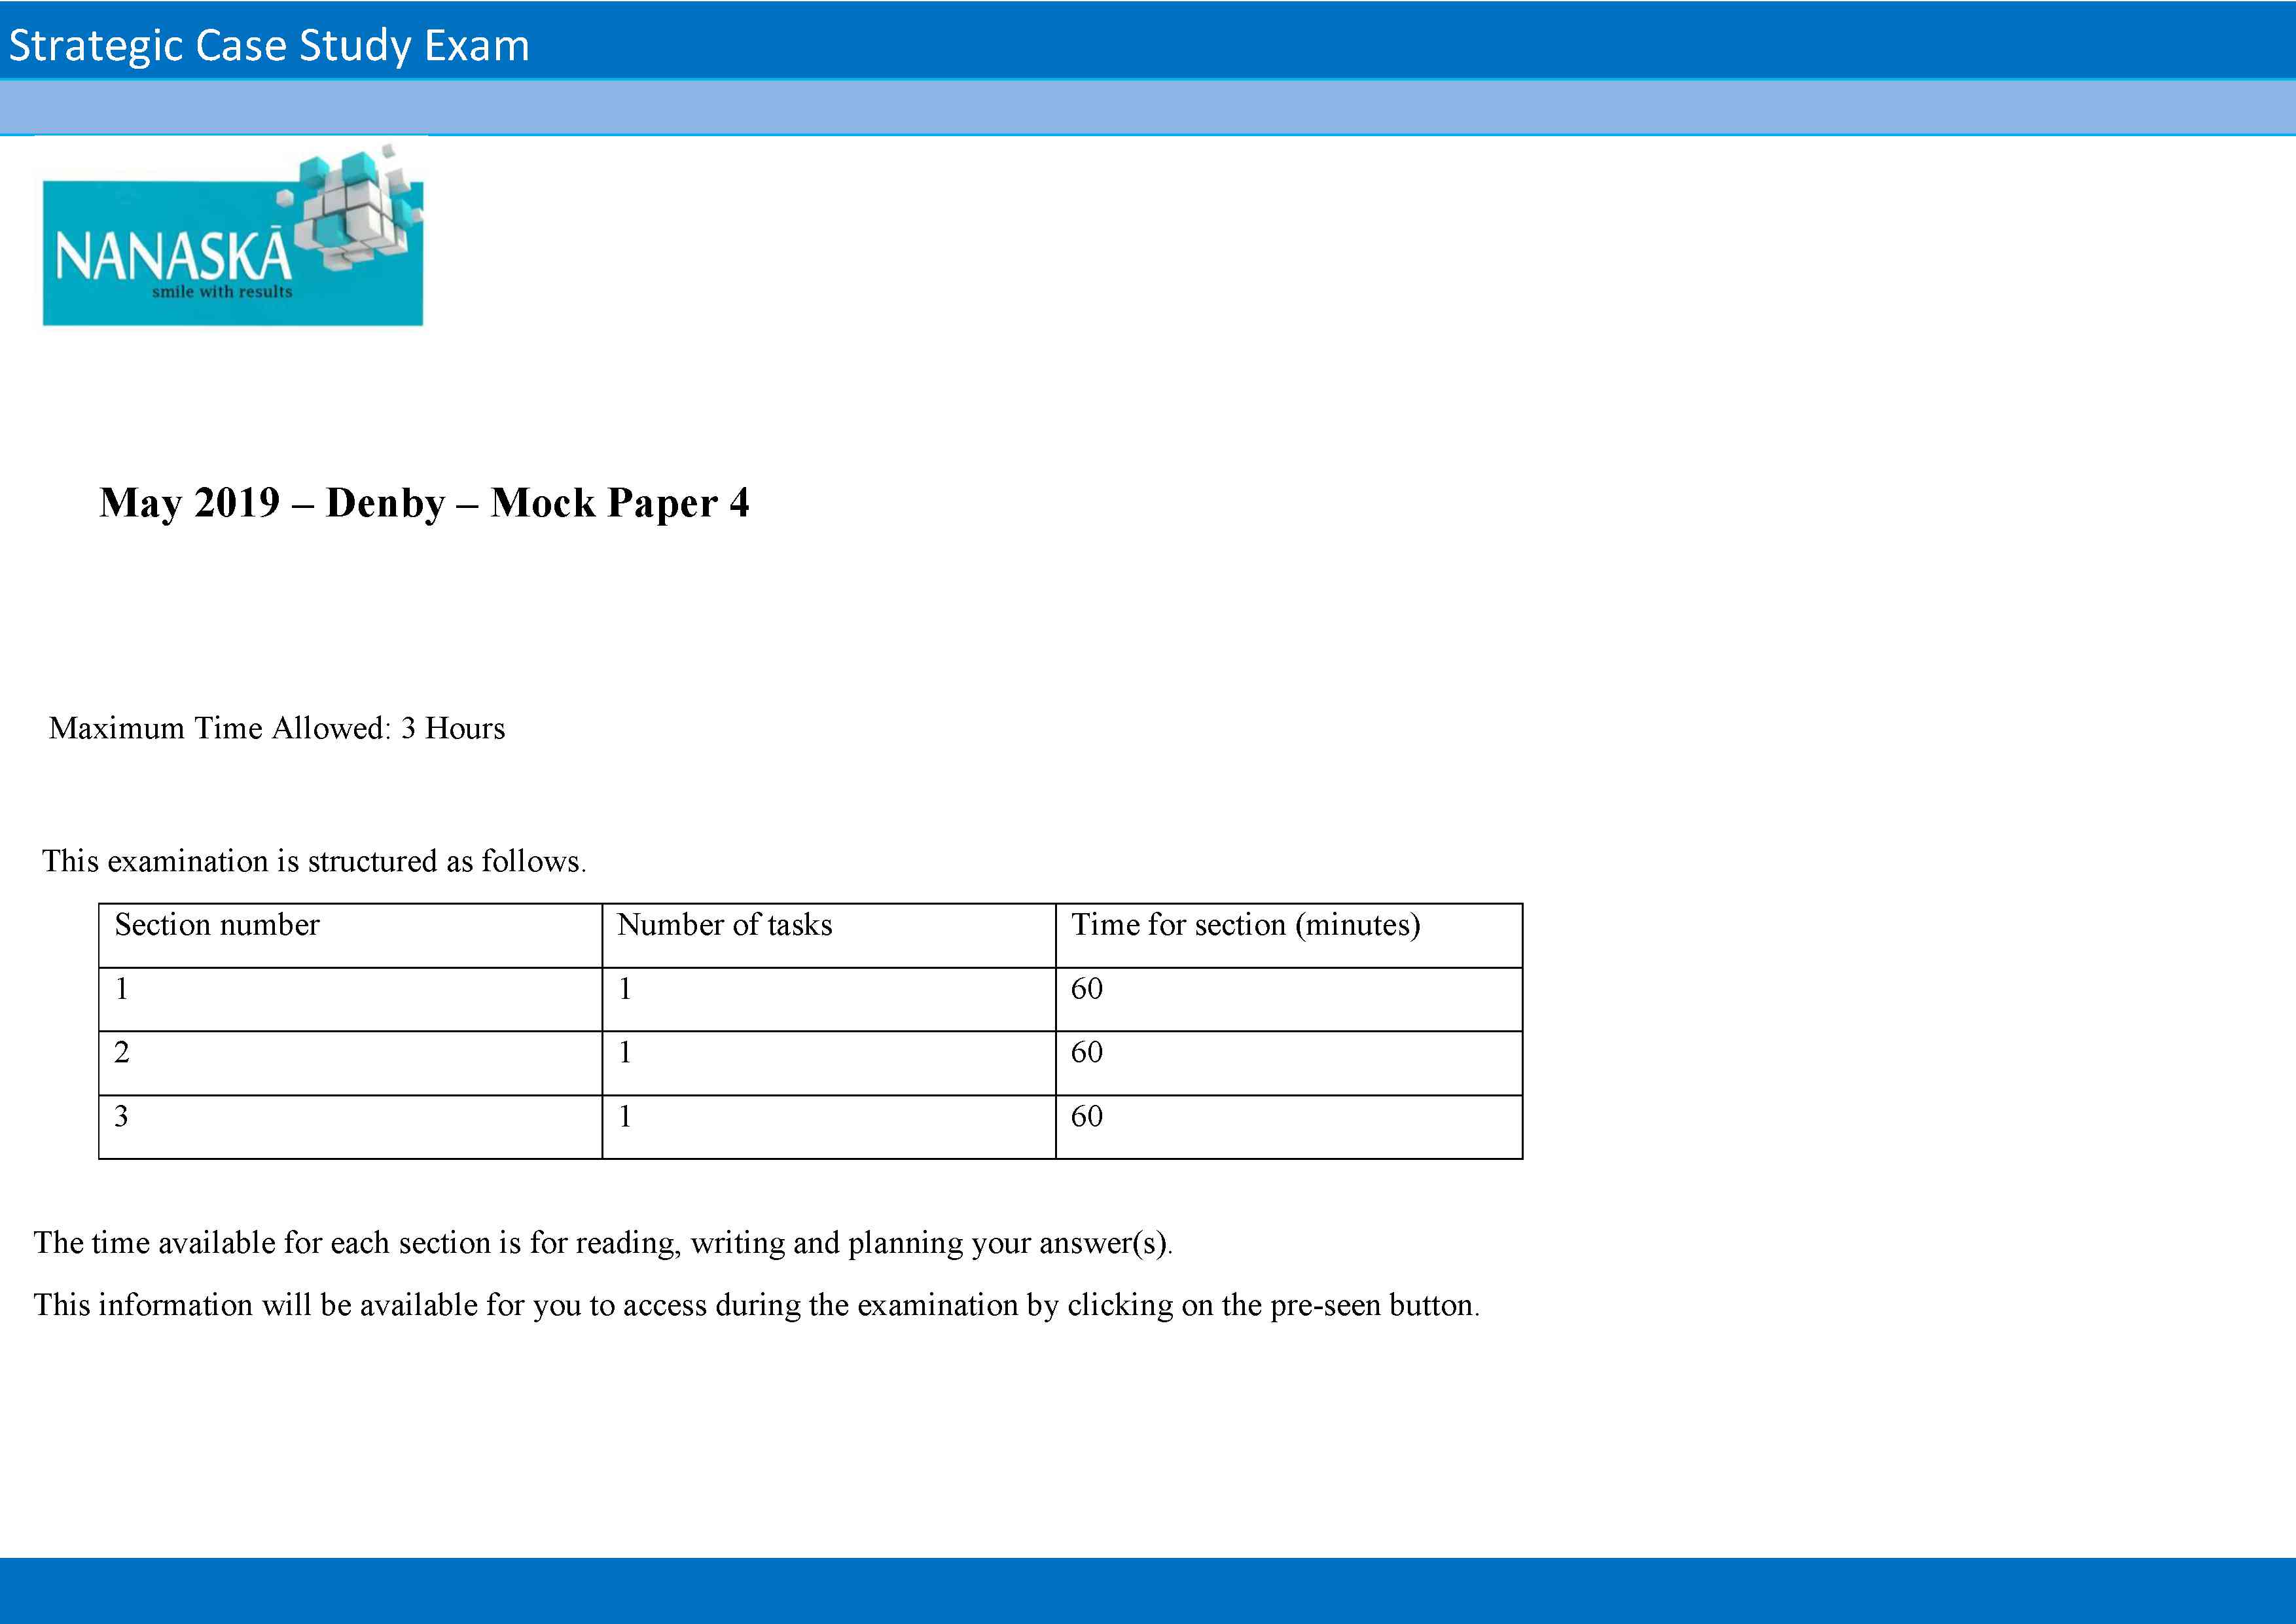 Strategic Case Study Exam
NANASKĀ
smile with results
May 2019 – Denby – Mock Paper 4
Maximum Time Allowed: 3 Hours
This examination is structured as follows.
Section number Number of tasks Time for section (minutes)
1 1 60
2 1 60
3 1 60
The time available for each section is for reading, writing and planning your answer(s).
This information will be available for you to access during the examination by clicking on the pre-seen button.